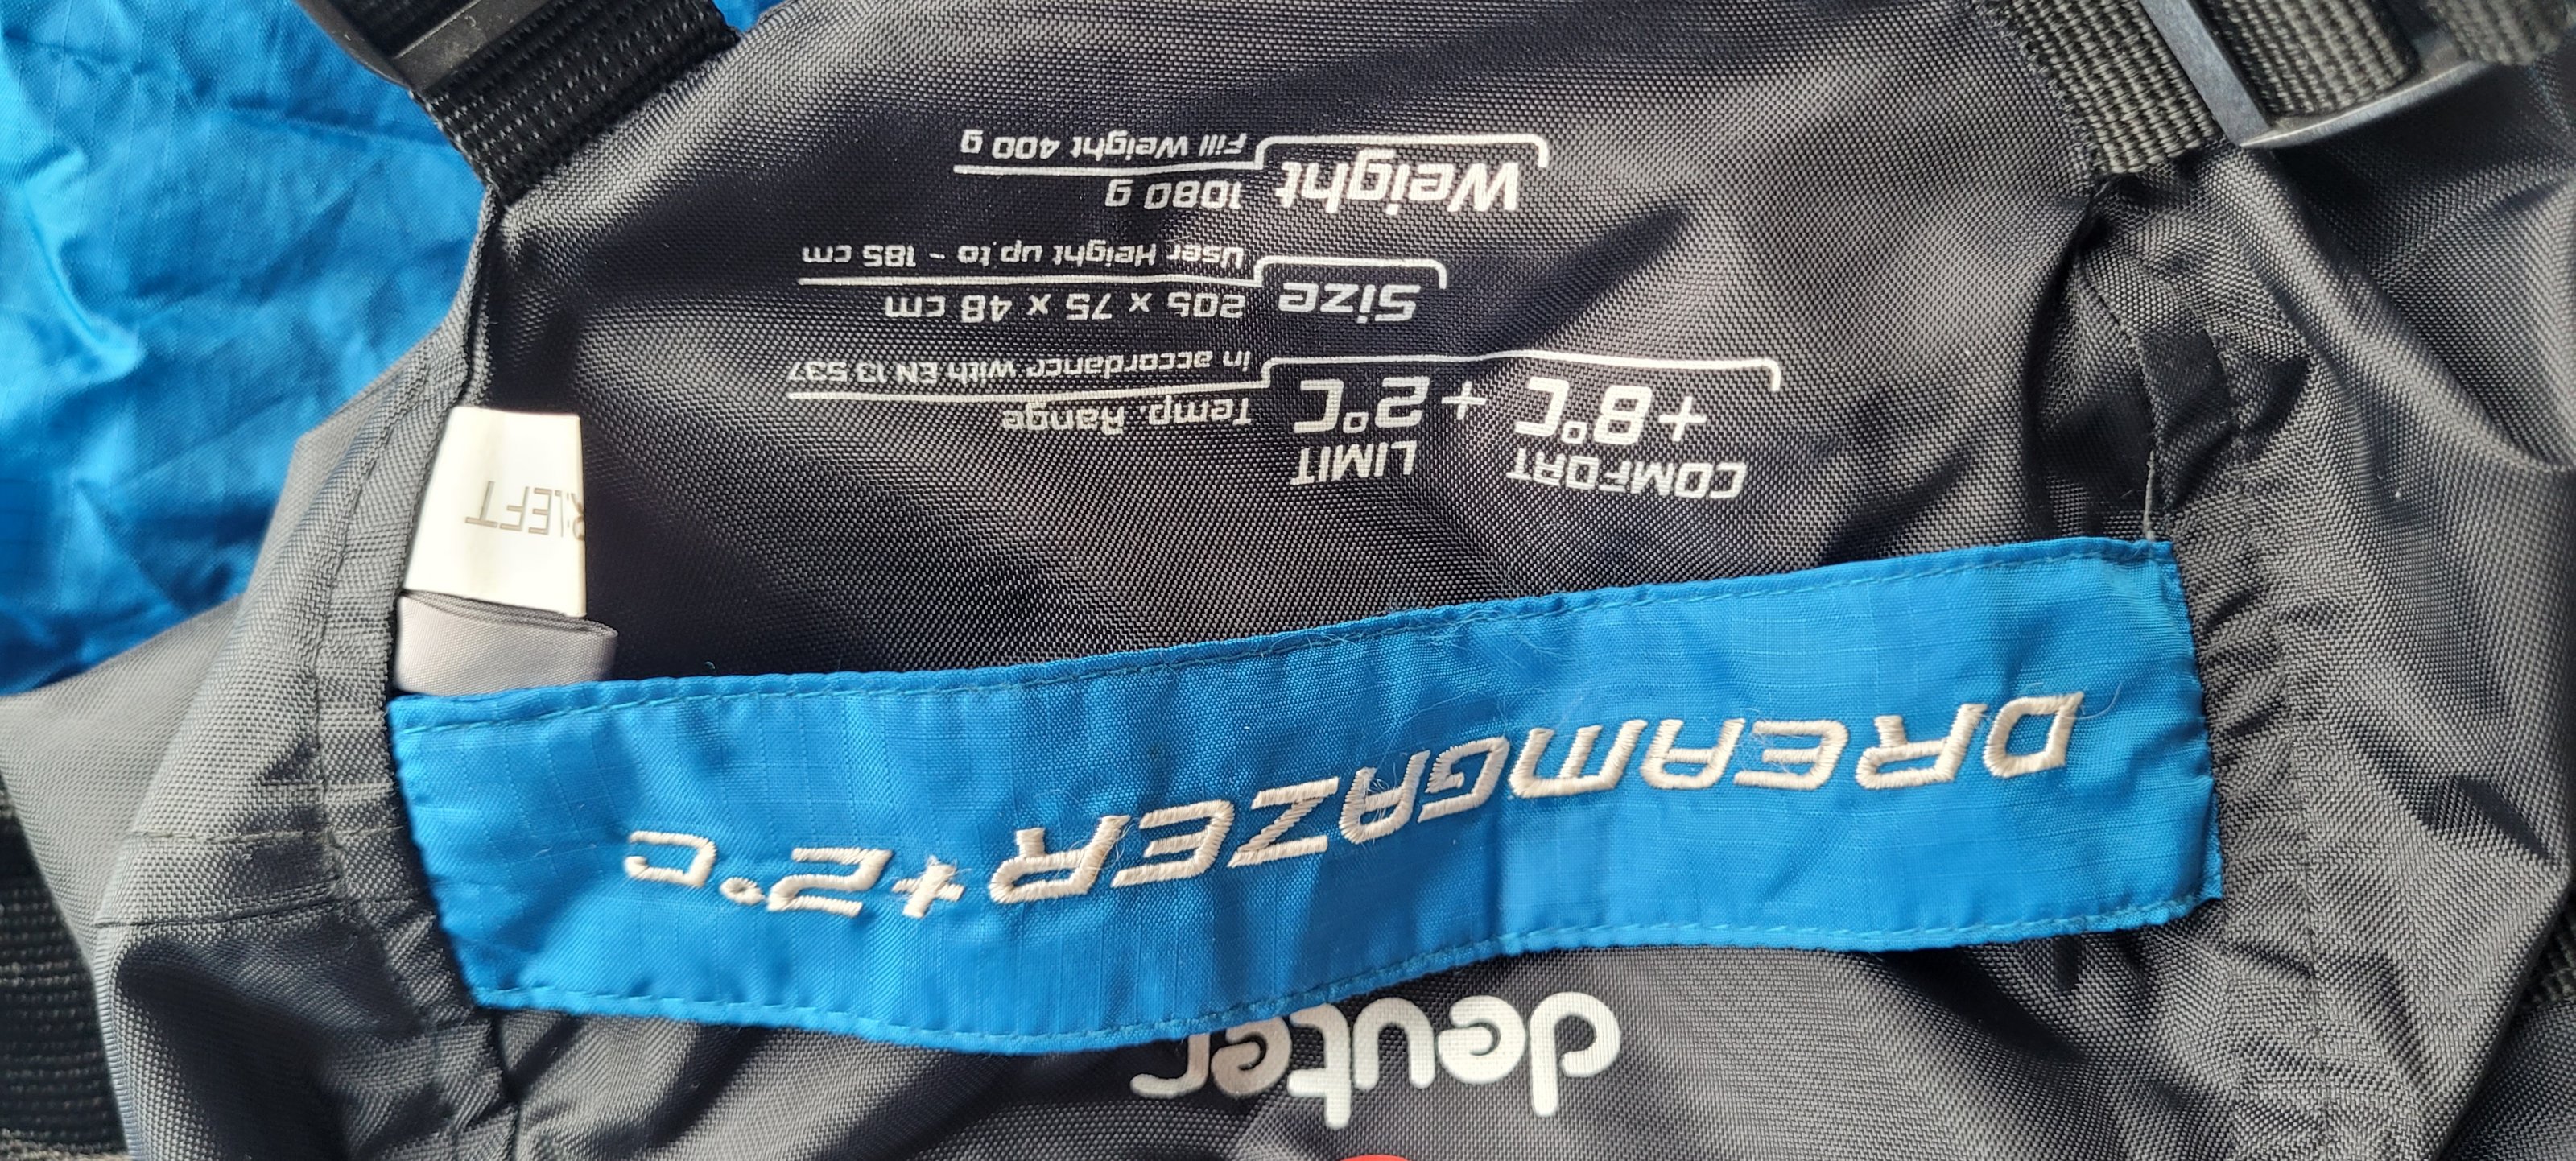 deuter
DREAMGAZER +2°C
COMFORT LIMIT
+8°C +2°C
Temp. Range
in accordance with EN 13 537
Size
205 x 75 x 48 cm
User Height up to - 185 cm
Weight
1080 g
Fill Weight 400 g
R:LEFT